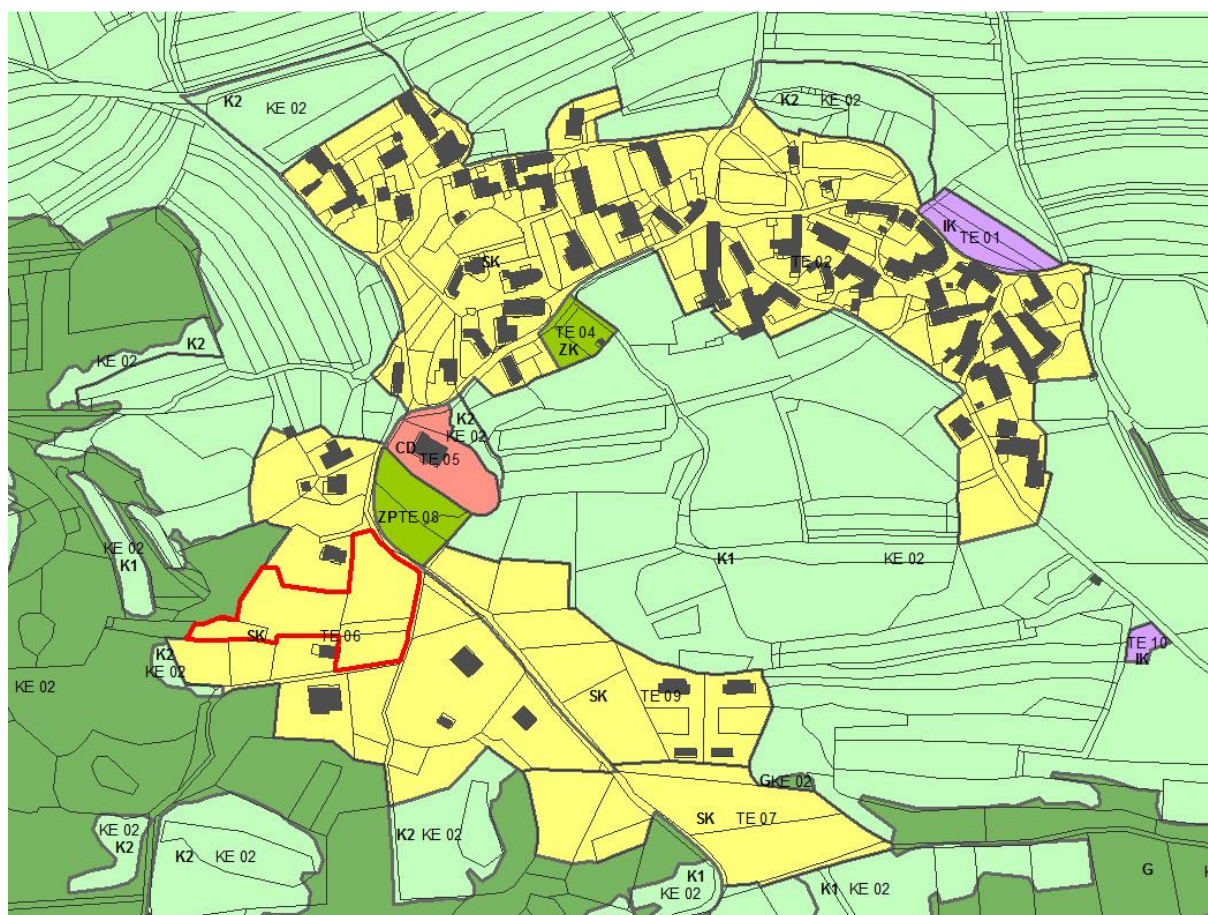 K2 KE 02
K2 KE 02
IK TE 01
SK
TE 02
TE 04
ZK
K2
KE 02
K2
KE 02
CD TE 05
ZP TE 08
KE 02
K1
K1 KE 02
SK TE 06
TE 10
IK
K2
KE 02
KE 02
SK TE 09
G KE 02
SK TE 07
KE 02
K2
K2 KE 02
K2 KE 02
K1
KE 02
K1 KE 02
G